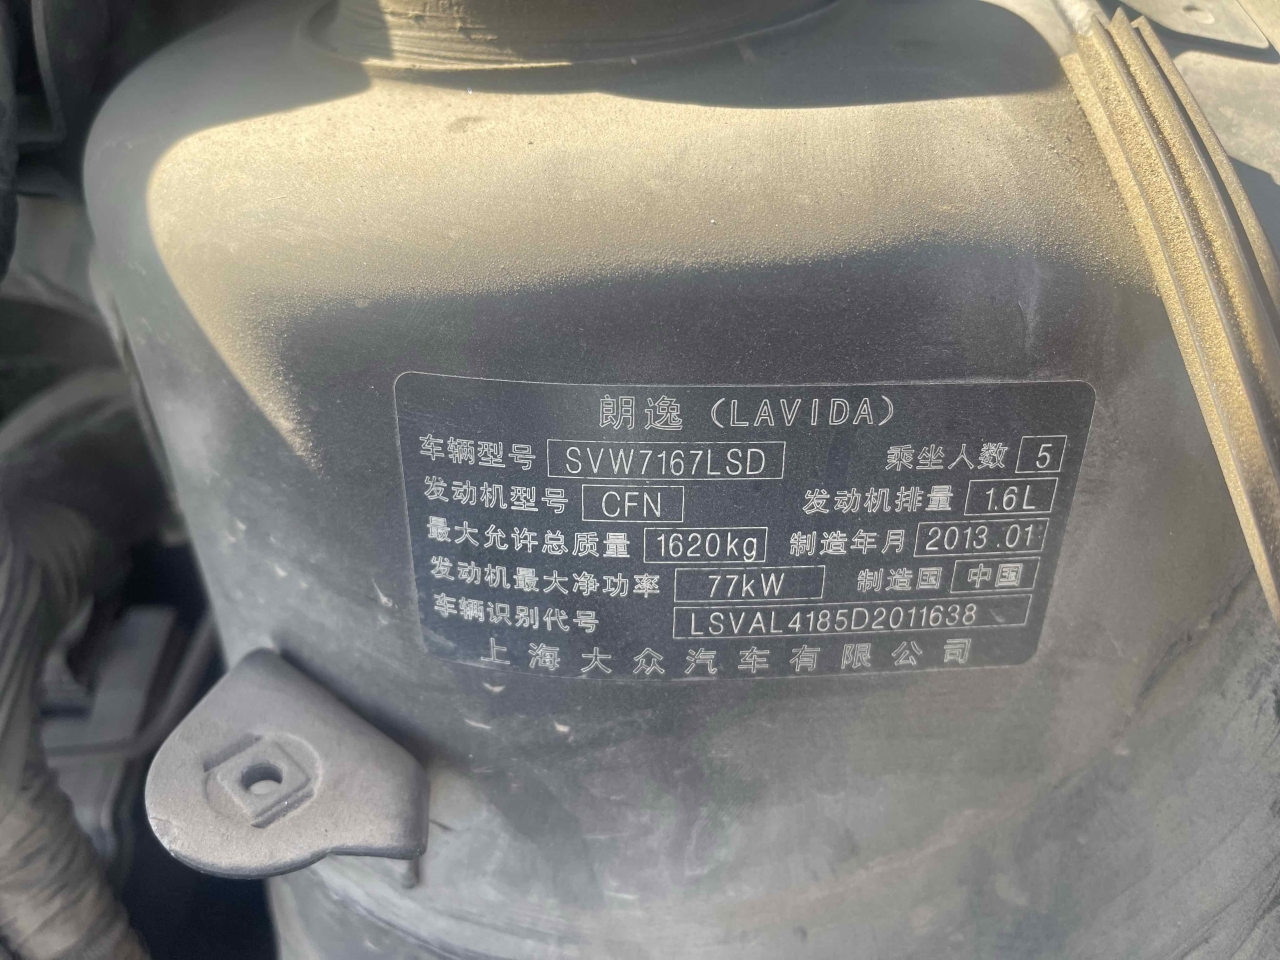 朗逸（LAVIDA）
车辆型号 SVW7167LSD 乘坐人数 5
发动机型号 CFN 发动机排量 1.6L
最大允许总质量 1620kg 制造年月 2013.01
发动机最大净功率 77kW 制造国 中国
车辆识别代号 LSVAL4185D2011638
上海大众汽车有限公司